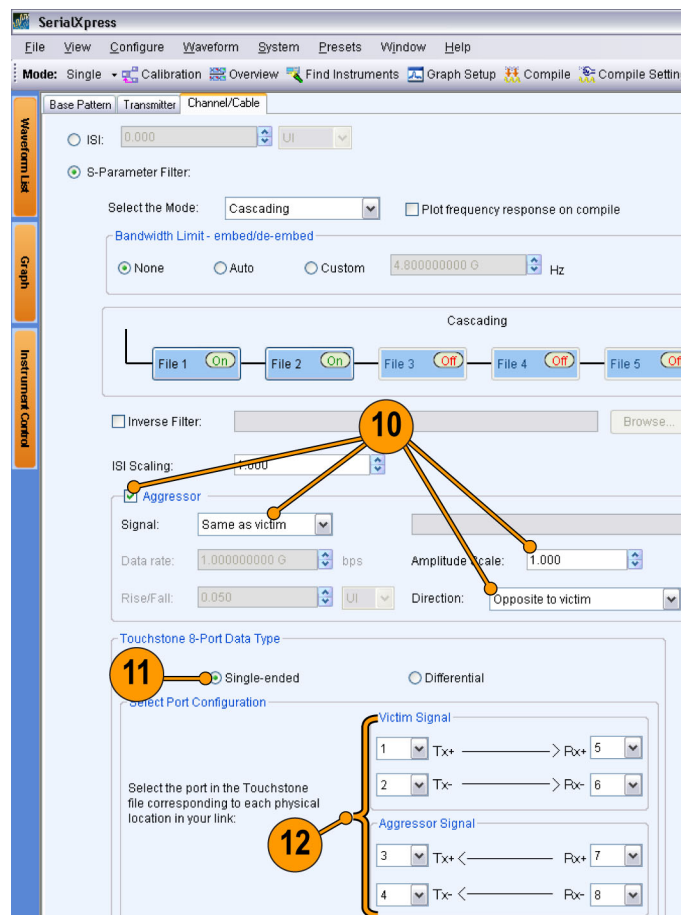 SerialXpress
File View Configure Waveform System Presets Window Help
Mode: Single Calibration Overview Find Instruments Graph Setup Compile Compile Settin
Base Pattern Transmitter Channel/Cable
Waveform List
Graph
Instrument Control
ISI: 0.000 UI
S-Parameter Filter:
Select the Mode: Cascading Plot frequency response on compile
Bandwidth Limit - embed/de-embed
None Auto Custom 4.800000000 G Hz
Cascading
File 1 On File 2 On File 3 Off File 4 Off File 5 Of
Inverse Filter: Browse...
10
ISI Scaling: 1.000
Aggressor
Signal: Same as victim
Data rate: 1.000000000 G bps Amplitude Scale: 1.000
Rise/Fall: 0.050 UI Direction: Opposite to victim
Touchstone 8-Port Data Type
11 Single-ended Differential
Select Port Configuration
Victim Signal
1 Tx+ Rx+ 5
2 Tx- Rx- 6
Select the port in the Touchstone
file corresponding to each physical
location in your link:
12
Aggressor Signal
3 Tx+ Rx+ 7
4 Tx- Rx- 8